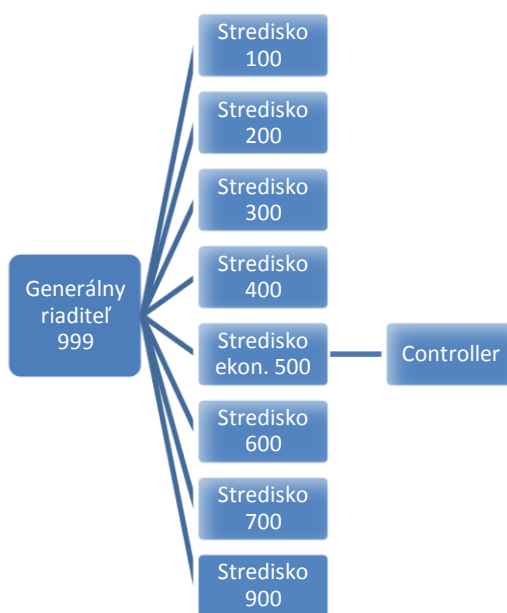 Stredisko
100
Stredisko
200
Stredisko
300
Generálny
riaditeľ
999
Stredisko
400
Stredisko
ekon. 500
Controller
Stredisko
600
Stredisko
700
Stredisko
900